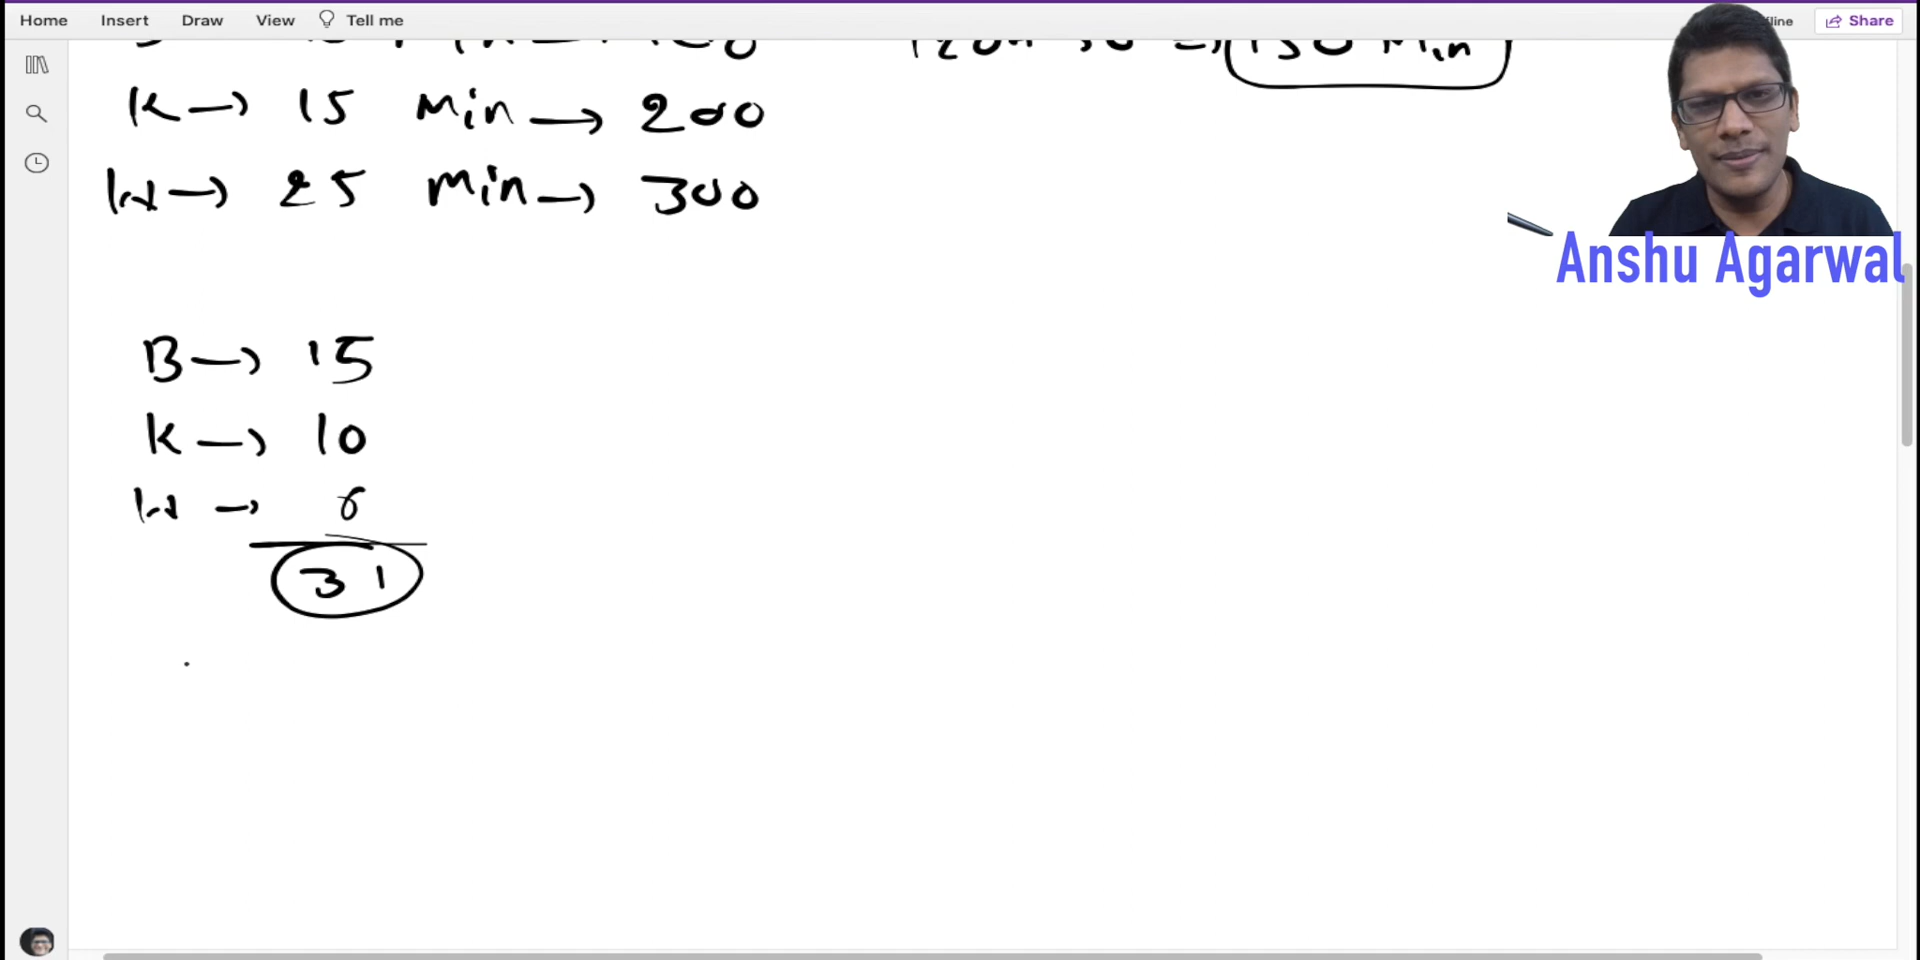 Home Insert Draw View Tell me
Share
K → 15 Min → 200
W → 25 Min → 300
Anshu Agarwal
B → 15
K → 10
W → 6
31